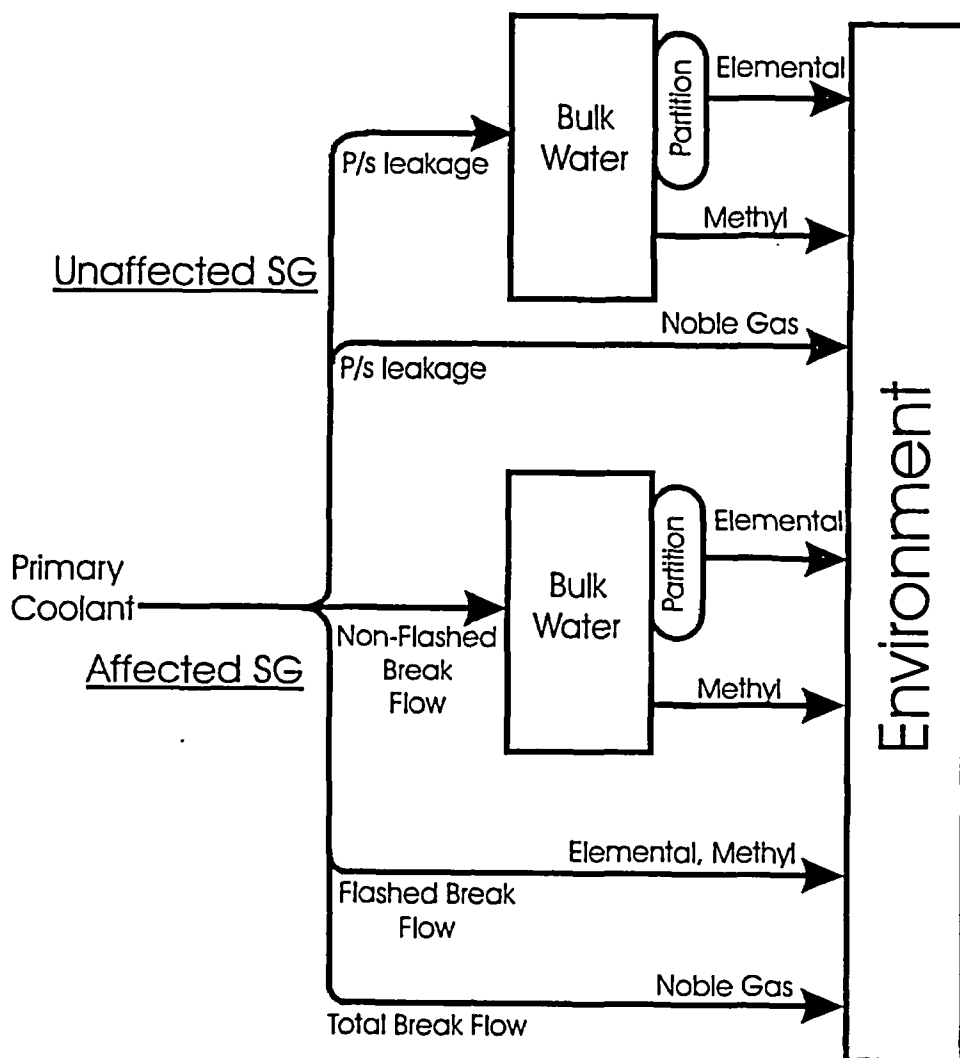 Elemental
Bulk
Water
Partition
P/s leakage
Methyl
Unaffected SG
Noble Gas
P/s leakage
Environment
Elemental
Partition
Primary
Coolant
Bulk
Water
Non-Flashed
Break
Flow
Affected SG
Methyl
Elemental, Methyl
Flashed Break
Flow
Noble Gas
Total Break Flow